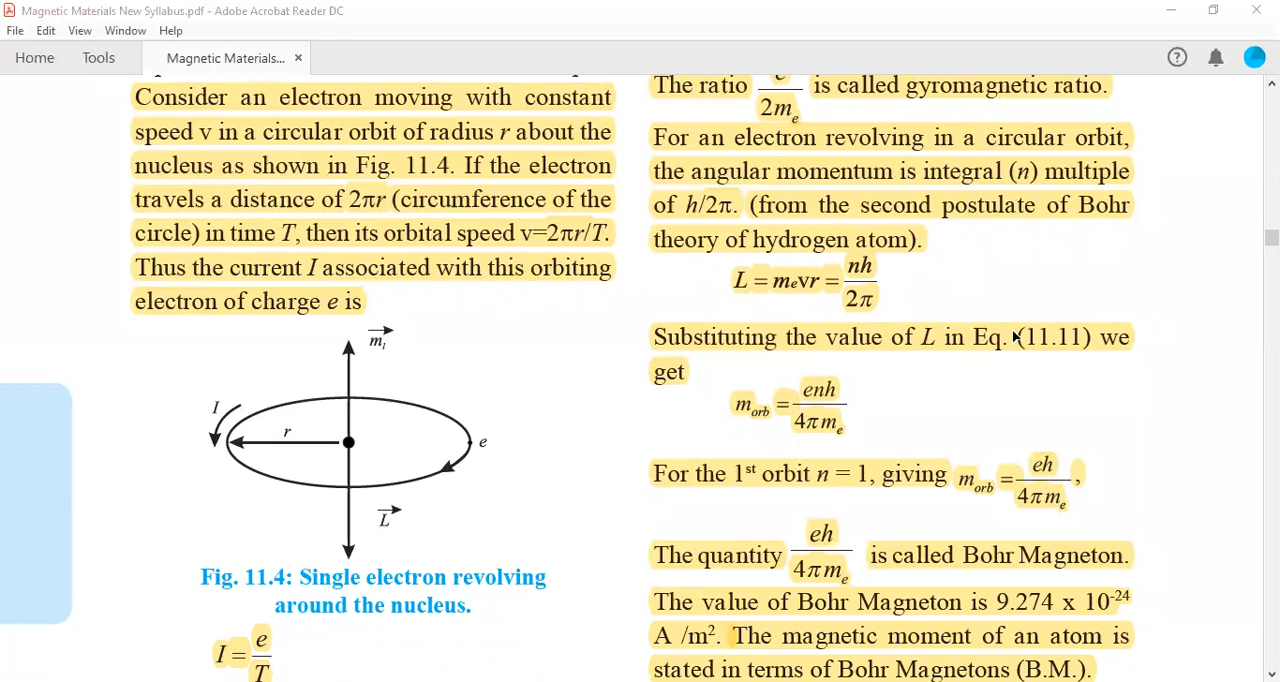 Magnetic Materials New Syllabus.pdf - Adobe Acrobat Reader DC
File Edit View Window Help
Home Tools Magnetic Materials... ×
Consider an electron moving with constant
speed v in a circular orbit of radius r about the
nucleus as shown in Fig. 11.4. If the electron
travels a distance of 2πr (circumference of the
circle) in time T, then its orbital speed v=2πr/T.
Thus the current I associated with this orbiting
electron of charge e is
m_l
I
r
e
L
Fig. 11.4: Single electron revolving
around the nucleus.
I = e/T
The ratio e/2m_e is called gyromagnetic ratio.
For an electron revolving in a circular orbit,
the angular momentum is integral (n) multiple
of h/2π. (from the second postulate of Bohr
theory of hydrogen atom).
L = m_e vr = nh/2π
Substituting the value of L in Eq. (11.11) we
get
m_orb = enh/4πm_e
For the 1st orbit n = 1, giving m_orb = eh/4πm_e,
The quantity eh/4πm_e is called Bohr Magneton.
The value of Bohr Magneton is 9.274 x 10^-24
A /m². The magnetic moment of an atom is
stated in terms of Bohr Magnetons (B.M.).